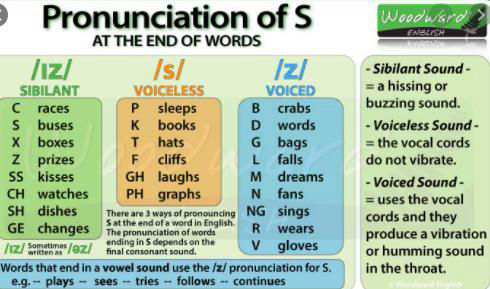 Pronunciation of S
AT THE END OF WORDS
Woodward
ENGLISH
/ɪz/
SIBILANT
C races
S buses
X boxes
Z prizes
SS kisses
CH watches
SH dishes
GE changes
/ɪz/ Sometimes written as /əz/
/s/
VOICELESS
P sleeps
K books
T hats
F cliffs
GH laughs
PH graphs
There are 3 ways of pronouncing
S at the end of a word in English.
The pronunciation of words
ending in S depends on the
final consonant sound.
/z/
VOICED
B crabs
D words
G bags
L falls
M dreams
N fans
NG sings
R wears
V gloves
Words that end in a vowel sound use the /z/ pronunciation for S.
e.g. -- plays -- sees -- tries -- follows -- continues
- Sibilant Sound -
= a hissing or
buzzing sound.
- Voiceless Sound -
= the vocal cords
do not vibrate.
- Voiced Sound -
= uses the vocal
cords and they
produce a vibration
or humming sound
in the throat.
© Woodward English